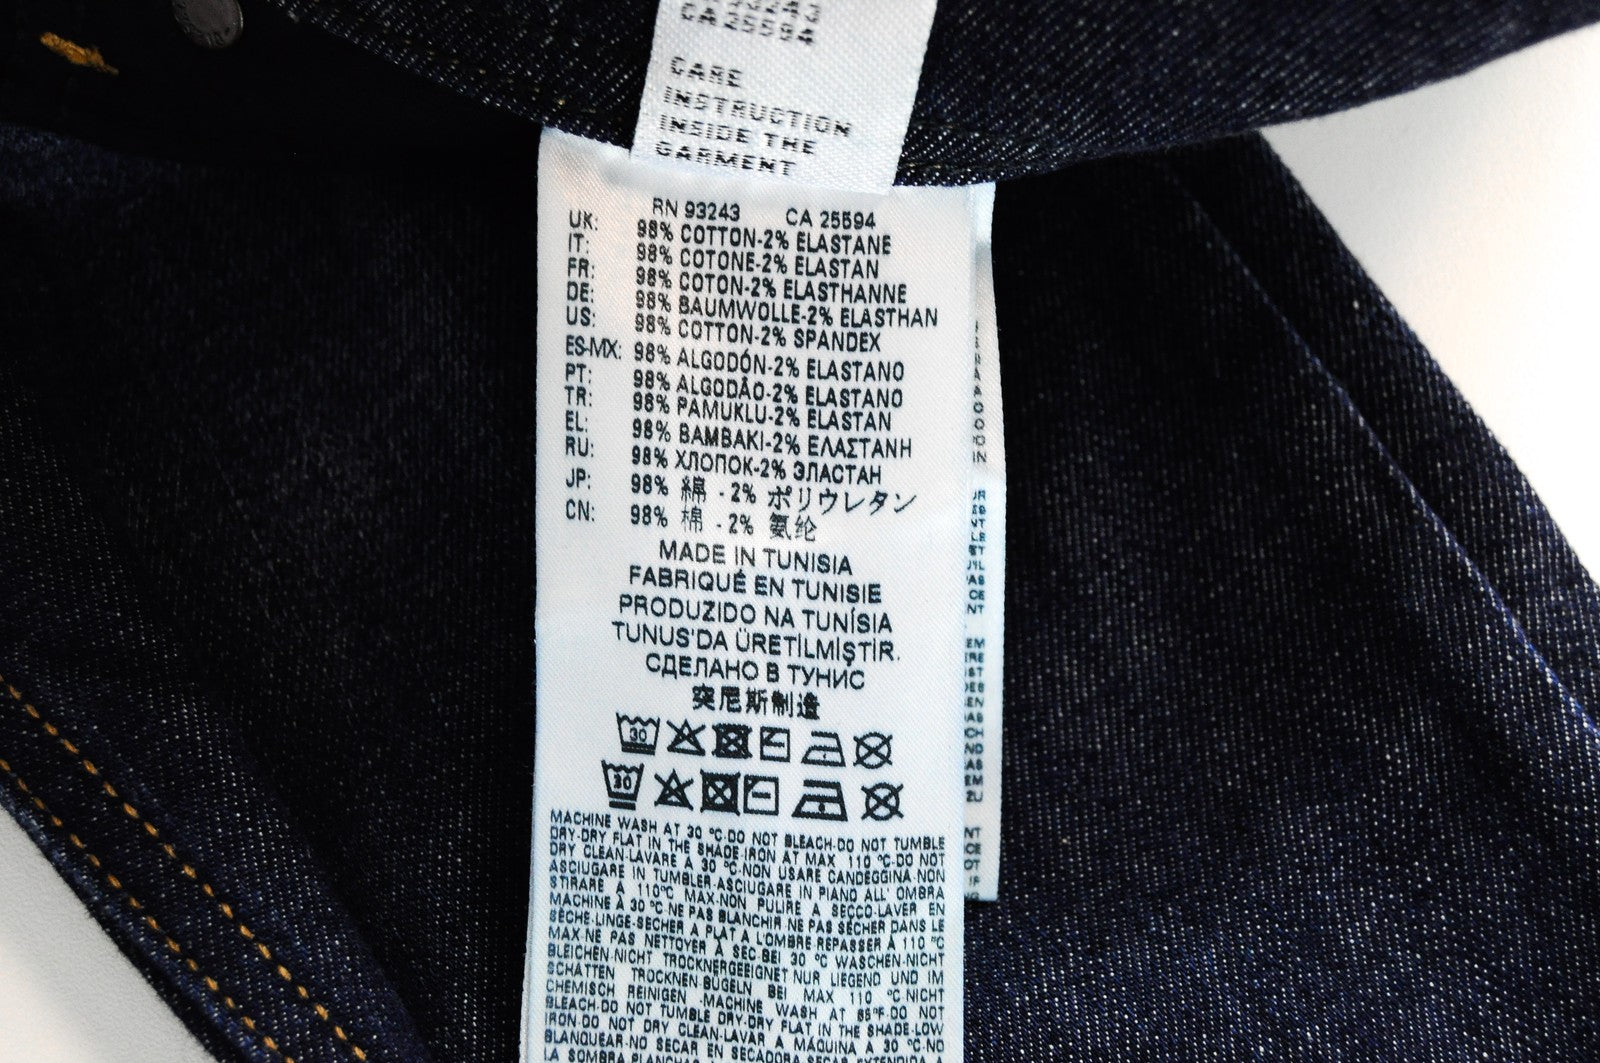 CA 25594
CARE
INSTRUCTION
INSIDE THE
GARMENT
RN 93243 CA 25594
UK: 98% COTTON-2% ELASTANE
IT: 98% COTONE-2% ELASTAN
FR: 98% COTON-2% ELASTHANNE
DE: 98% BAUMWOLLE-2% ELASTHAN
US: 98% COTTON-2% SPANDEX
ES-MX: 98% ALGODÓN-2% ELASTANO
PT: 98% ALGODÃO-2% ELASTANO
TR: 98% PAMUKLU-2% ELASTAN
EL: 98% BAMBAKI-2% ΕΛΑΣΤΑΝΗ
RU: 98% ХЛОПОК-2% ЭЛАСТАН
JP: 98% 綿 - 2% ポリウレタン
CN: 98% 棉 - 2% 氨纶
MADE IN TUNISIA
FABRIQUÉ EN TUNISIE
PRODUZIDO NA TUNÍSIA
TUNUS'DA ÜRETİLMİŞTİR.
СДЕЛАНО В ТУНИС
突尼斯制造
30
30
MACHINE WASH AT 30 °C-DO NOT BLEACH-DO NOT TUMBLE
DRY-DRY FLAT IN THE SHADE-IRON AT MAX 110 °C-DO NOT
DRY CLEAN-LAVARE A 30 °C-NON USARE CANDEGGINA-NON
ASCIUGARE IN TUMBLER-ASCIUGARE IN PIANO ALL' OMBRA
STIRARE A 110°C MAX-NON PULIRE A SECCO-LAVER EN
MACHINE À 30 °C-NE PAS BLANCHIR-NE PAS SÉCHER DANS LE
SÈCHE-LINGE-SÉCHER A PLAT A L'OMBRE-REPASSER À 110 °C
MAX-NE PAS NETTOYER À SEC-BEI 30 °C WASCHEN-NICHT
BLEICHEN-NICHT TROCKNERGEEIGNET NUR LIEGEND UND IM
SCHATTEN TROCKNEN-BÜGELN BEI MAX 110 °C-NICHT
CHEMISCH REINIGEN -MACHINE WASH AT 86°F-DO NOT
BLEACH-DO NOT TUMBLE DRY-DRY FLAT IN THE SHADE-LOW
IRON-DO NOT DRY CLEAN-LAVAR A MÁQUINA A 30 °C-NO
BLANQUEAR-NO SECAR EN SECADORA-SECAR EXTENDIDA A
LA SOMBRA